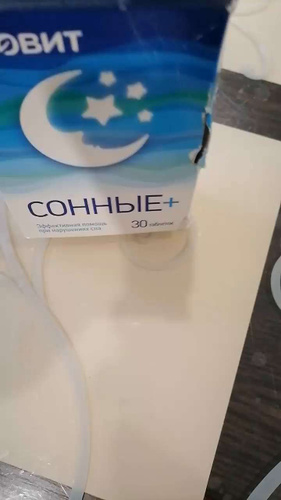 ОВИТ
СОННЫЕ+
Эффективная помощь
при нарушениях сна
30 таблеток